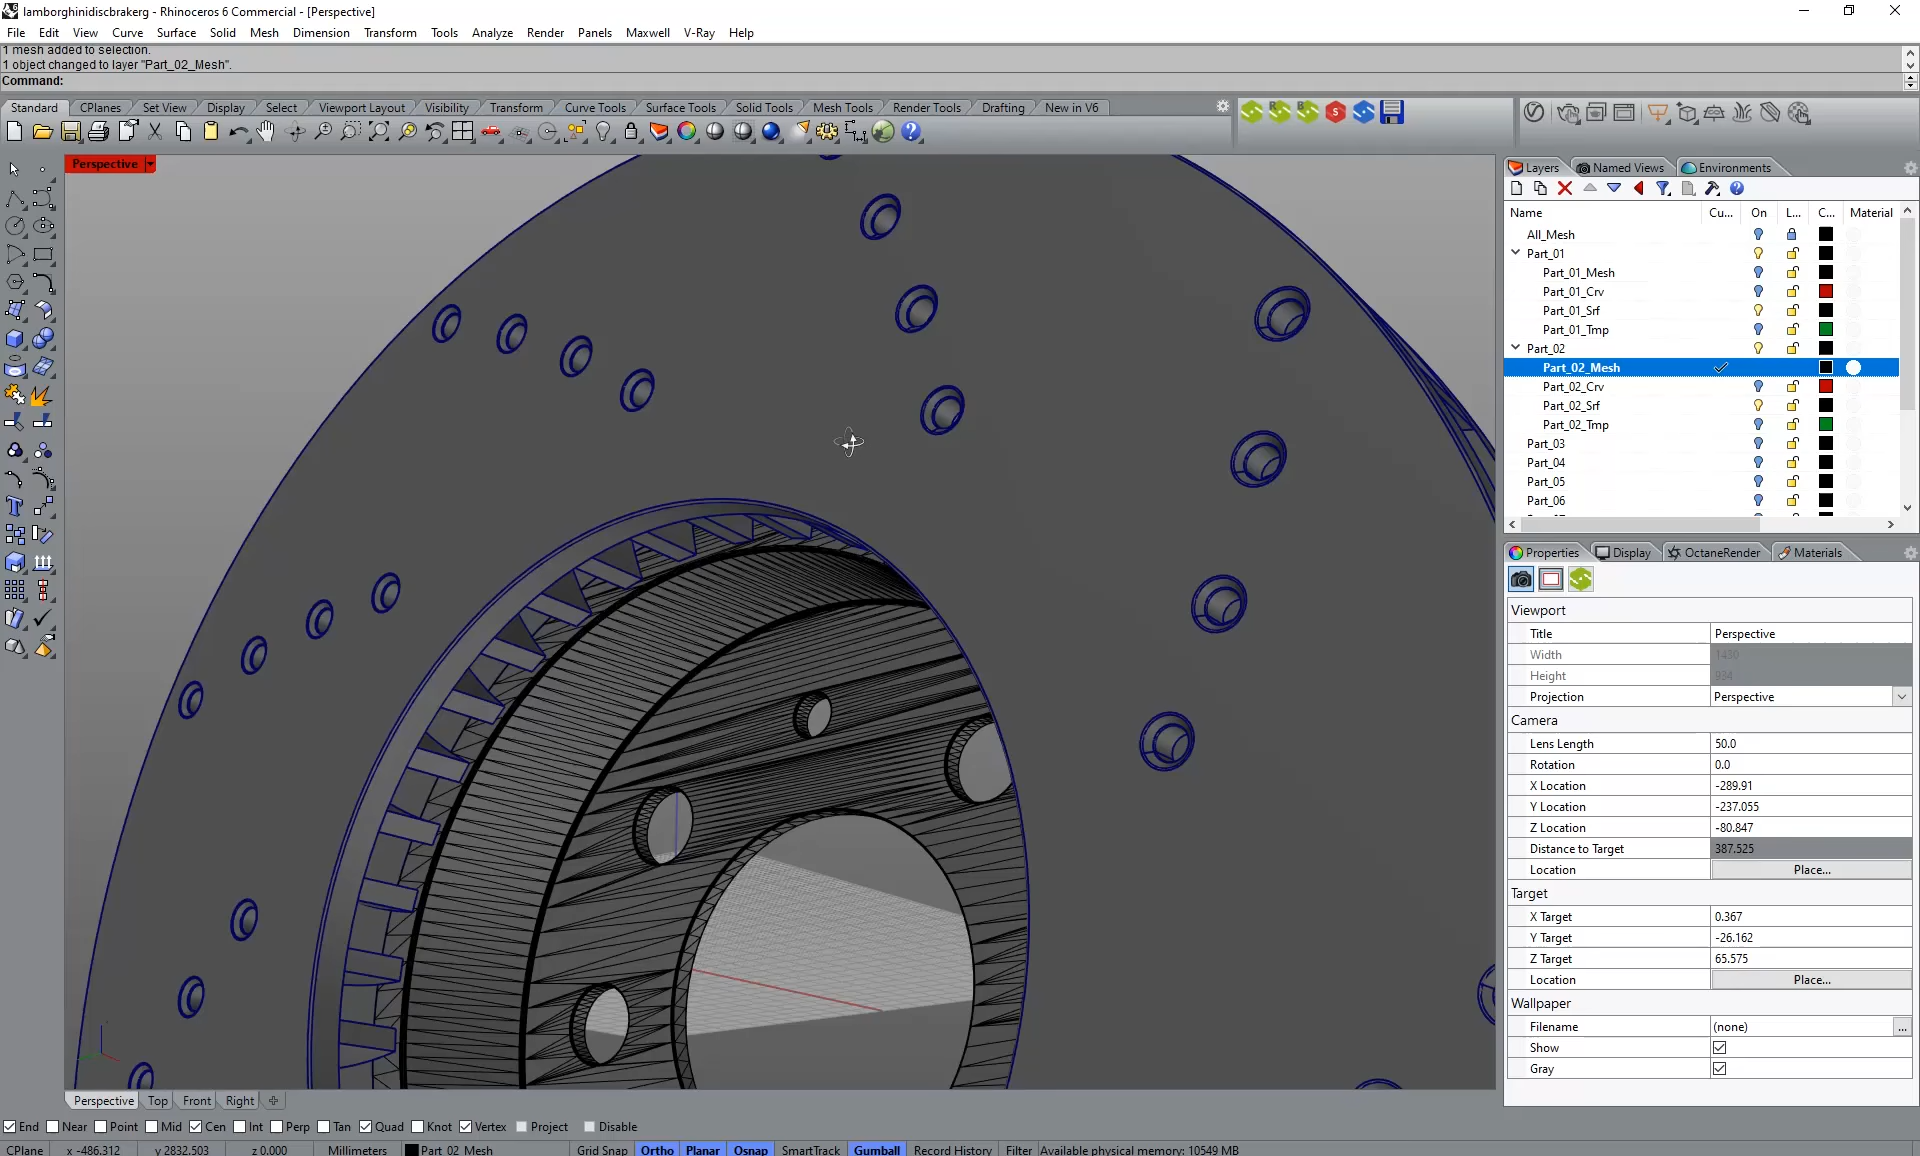 lamborghinidiscbrakerg - Rhinoceros 6 Commercial - [Perspective]
File Edit View Curve Surface Solid Mesh Dimension Transform Tools Analyze Render Panels Maxwell V-Ray Help
1 mesh added to selection.
1 object changed to layer "Part_02_Mesh".
Command:
Standard CPlanes Set View Display Select Viewport Layout Visibility Transform Curve Tools Surface Tools Solid Tools Mesh Tools Render Tools Drafting New in V6
Perspective
Layers Named Views Environments
Name Cu... On L... C... Material
All_Mesh
Part_01
Part_01_Mesh
Part_01_Crv
Part_01_Srf
Part_01_Tmp
Part_02
Part_02_Mesh
Part_02_Crv
Part_02_Srf
Part_02_Tmp
Part_03
Part_04
Part_05
Part_06
Properties Display OctaneRender Materials
Viewport
Title Perspective
Width 1430
Height 934
Projection Perspective
Camera
Lens Length 50.0
Rotation 0.0
X Location -289.91
Y Location -237.055
Z Location -80.847
Distance to Target 387.525
Location Place...
Target
X Target 0.367
Y Target -26.162
Z Target 65.575
Location Place...
Wallpaper
Filename (none) ...
Show
Gray
Perspective Top Front Right
End Near Point Mid Cen Int Perp Tan Quad Knot Vertex Project Disable
CPlane x -486.312 y 2832.503 z 0.000 Millimeters Part_02_Mesh Grid Snap Ortho Planar Osnap SmartTrack Gumball Record History Filter Available physical memory: 10549 MB